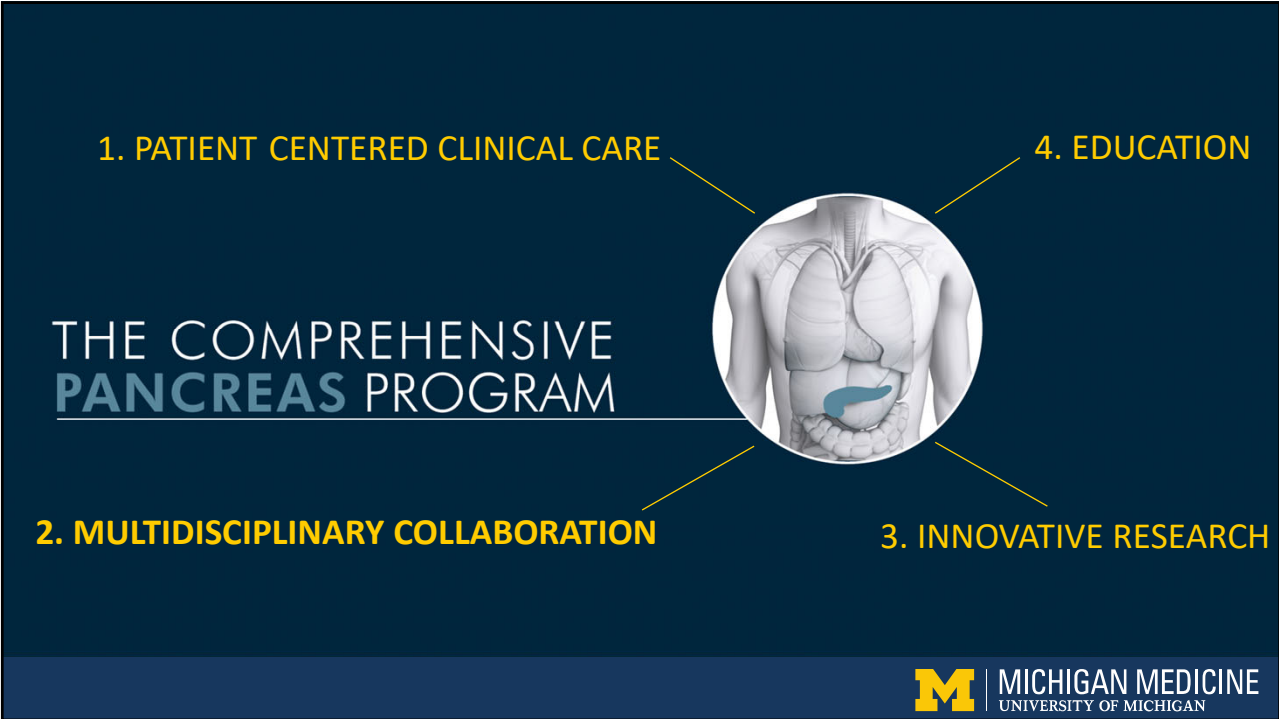 1. PATIENT CENTERED CLINICAL CARE
4. EDUCATION
THE COMPREHENSIVE
PANCREAS PROGRAM
2. MULTIDISCIPLINARY COLLABORATION
3. INNOVATIVE RESEARCH
M
MICHIGAN MEDICINE
UNIVERSITY OF MICHIGAN